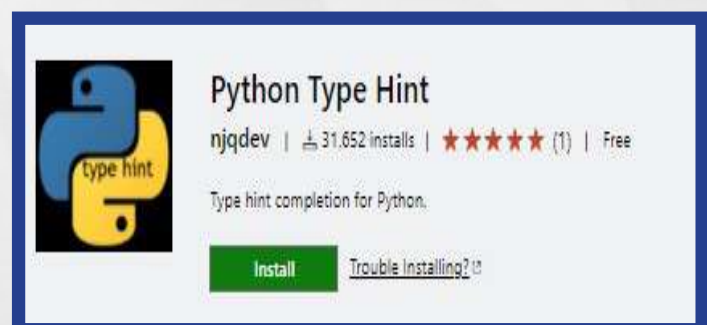 type hint
Python Type Hint
njqdev | 31.652 installs | ★★★★★ (1) | Free
Type hint completion for Python.
Install Trouble Installing?